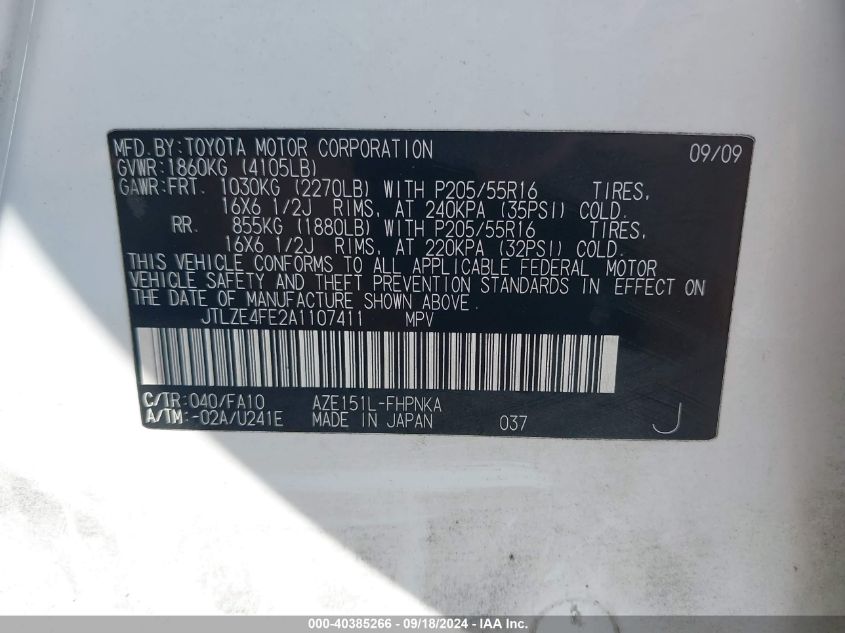 MFD. BY: TOYOTA MOTOR CORPORATION 09/09
GVWR: 1860KG (4105LB)
GAWR: FRT. 1030KG (2270LB) WITH P205/55R16 TIRES,
16X6 1/2J RIMS, AT 240KPA (35PSI) COLD.
RR. 855KG (1880LB) WITH P205/55R16 TIRES,
16X6 1/2J RIMS, AT 220KPA (32PSI) COLD.
THIS VEHICLE CONFORMS TO ALL APPLICABLE FEDERAL MOTOR
VEHICLE SAFETY AND THEFT PREVENTION STANDARDS IN EFFECT ON
THE DATE OF MANUFACTURE SHOWN ABOVE.
JTLZE4FE2A1107411 MPV
C/TR: 040/FA10 AZE151L-FHPNKA
A/TM: -02A/U241E MADE IN JAPAN 037 J
000-40385266 - 09/18/2024 - IAA Inc.